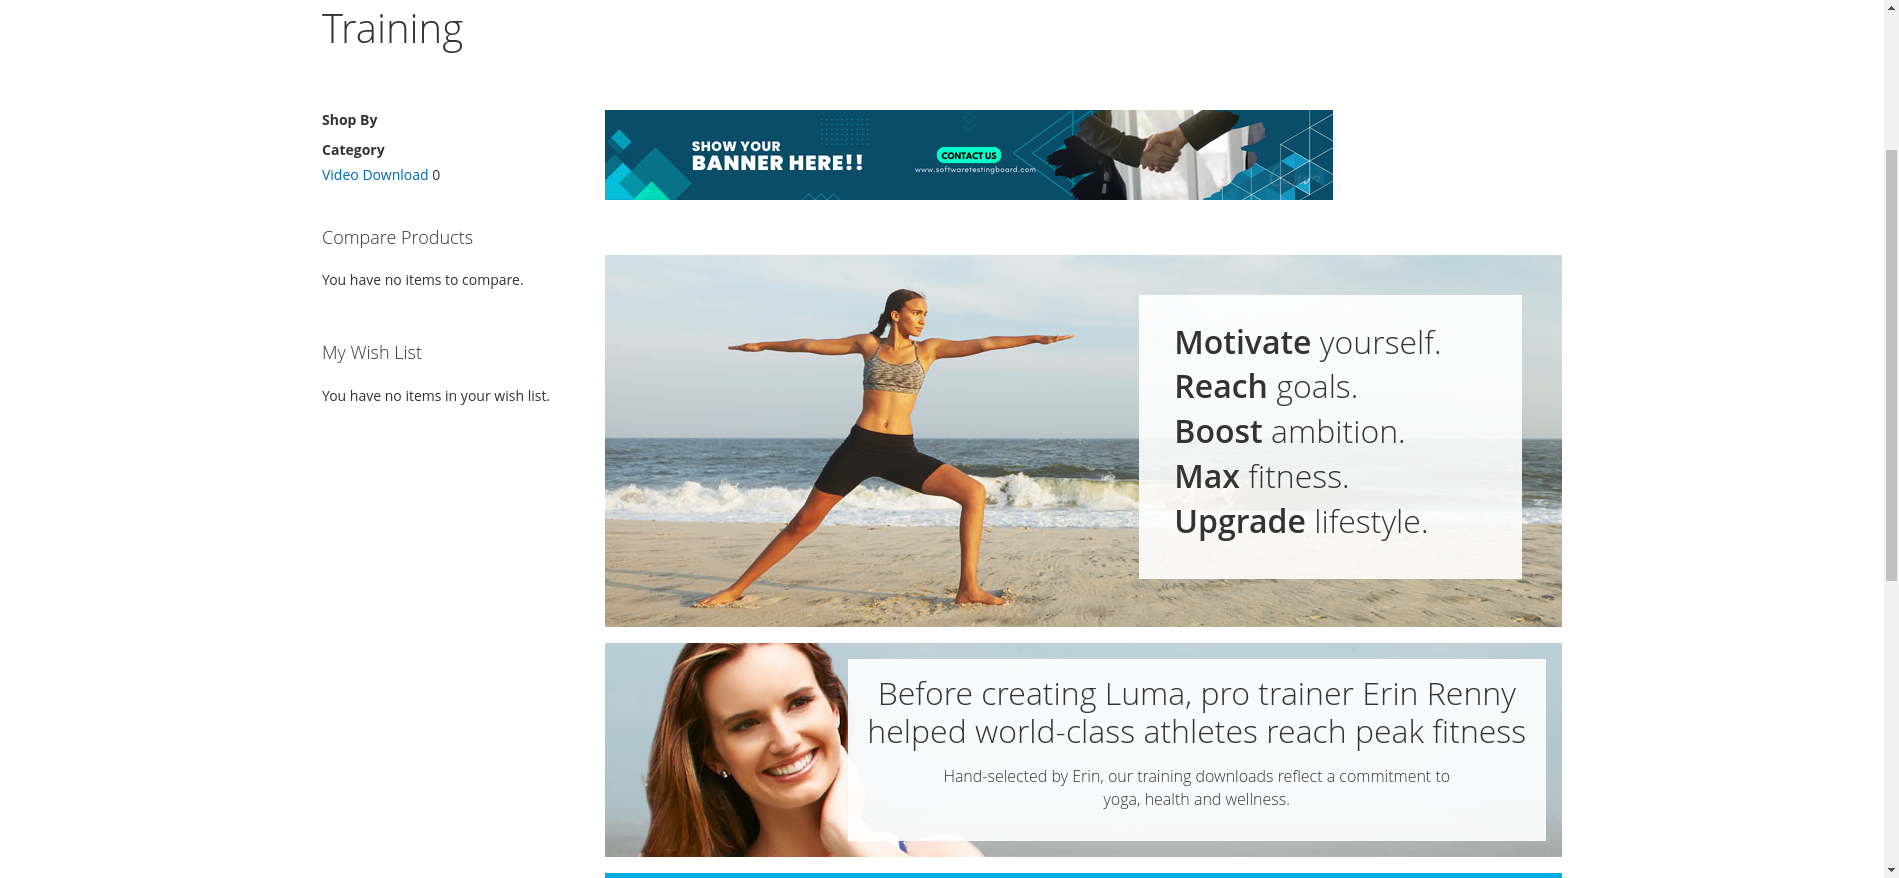 Training
Shop By
Category
Video Download 0
Compare Products
You have no items to compare.
My Wish List
You have no items in your wish list.
SHOW YOUR
BANNER HERE!!
CONTACT US
www.softwaretestingboard.com
Motivate yourself.
Reach goals.
Boost ambition.
Max fitness.
Upgrade lifestyle.
Before creating Luma, pro trainer Erin Renny
helped world-class athletes reach peak fitness
Hand-selected by Erin, our training downloads reflect a commitment to
yoga, health and wellness.